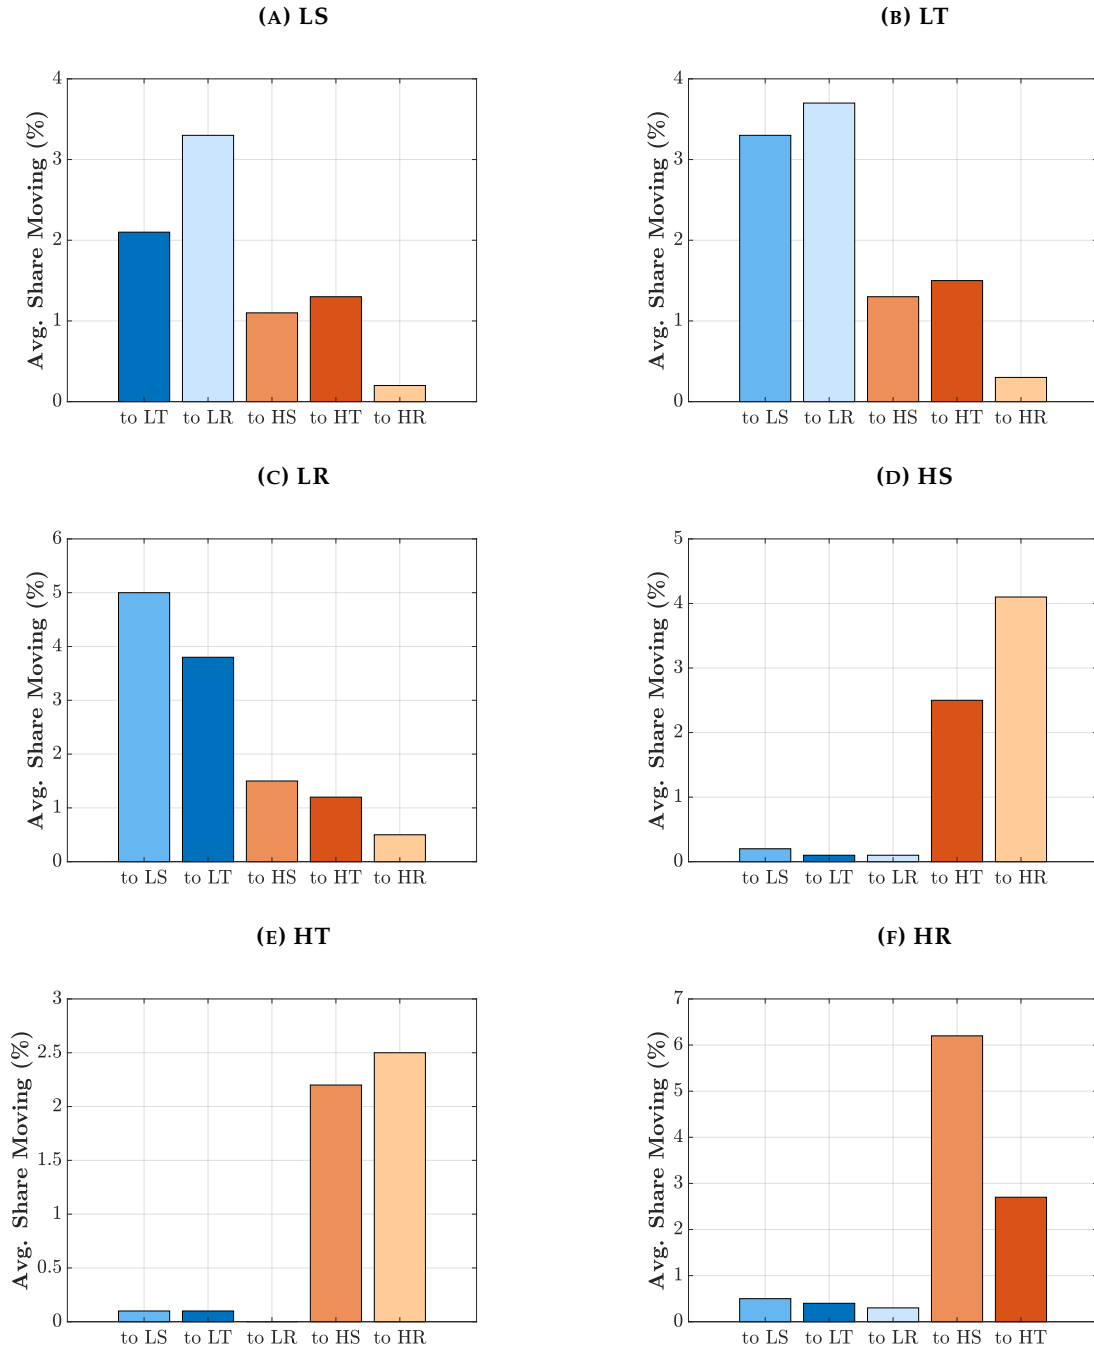 (A) LS
Avg. Share Moving (%)
4
3
2
1
0
to LT to LR to HS to HT to HR
(B) LT
Avg. Share Moving (%)
4
3
2
1
0
to LS to LR to HS to HT to HR
(C) LR
Avg. Share Moving (%)
6
5
4
3
2
1
0
to LS to LT to HS to HT to HR
(D) HS
Avg. Share Moving (%)
5
4
3
2
1
0
to LS to LT to LR to HT to HR
(E) HT
Avg. Share Moving (%)
3
2.5
2
1.5
1
0.5
0
to LS to LT to LR to HS to HR
(F) HR
Avg. Share Moving (%)
7
6
5
4
3
2
1
0
to LS to LT to LR to HS to HT